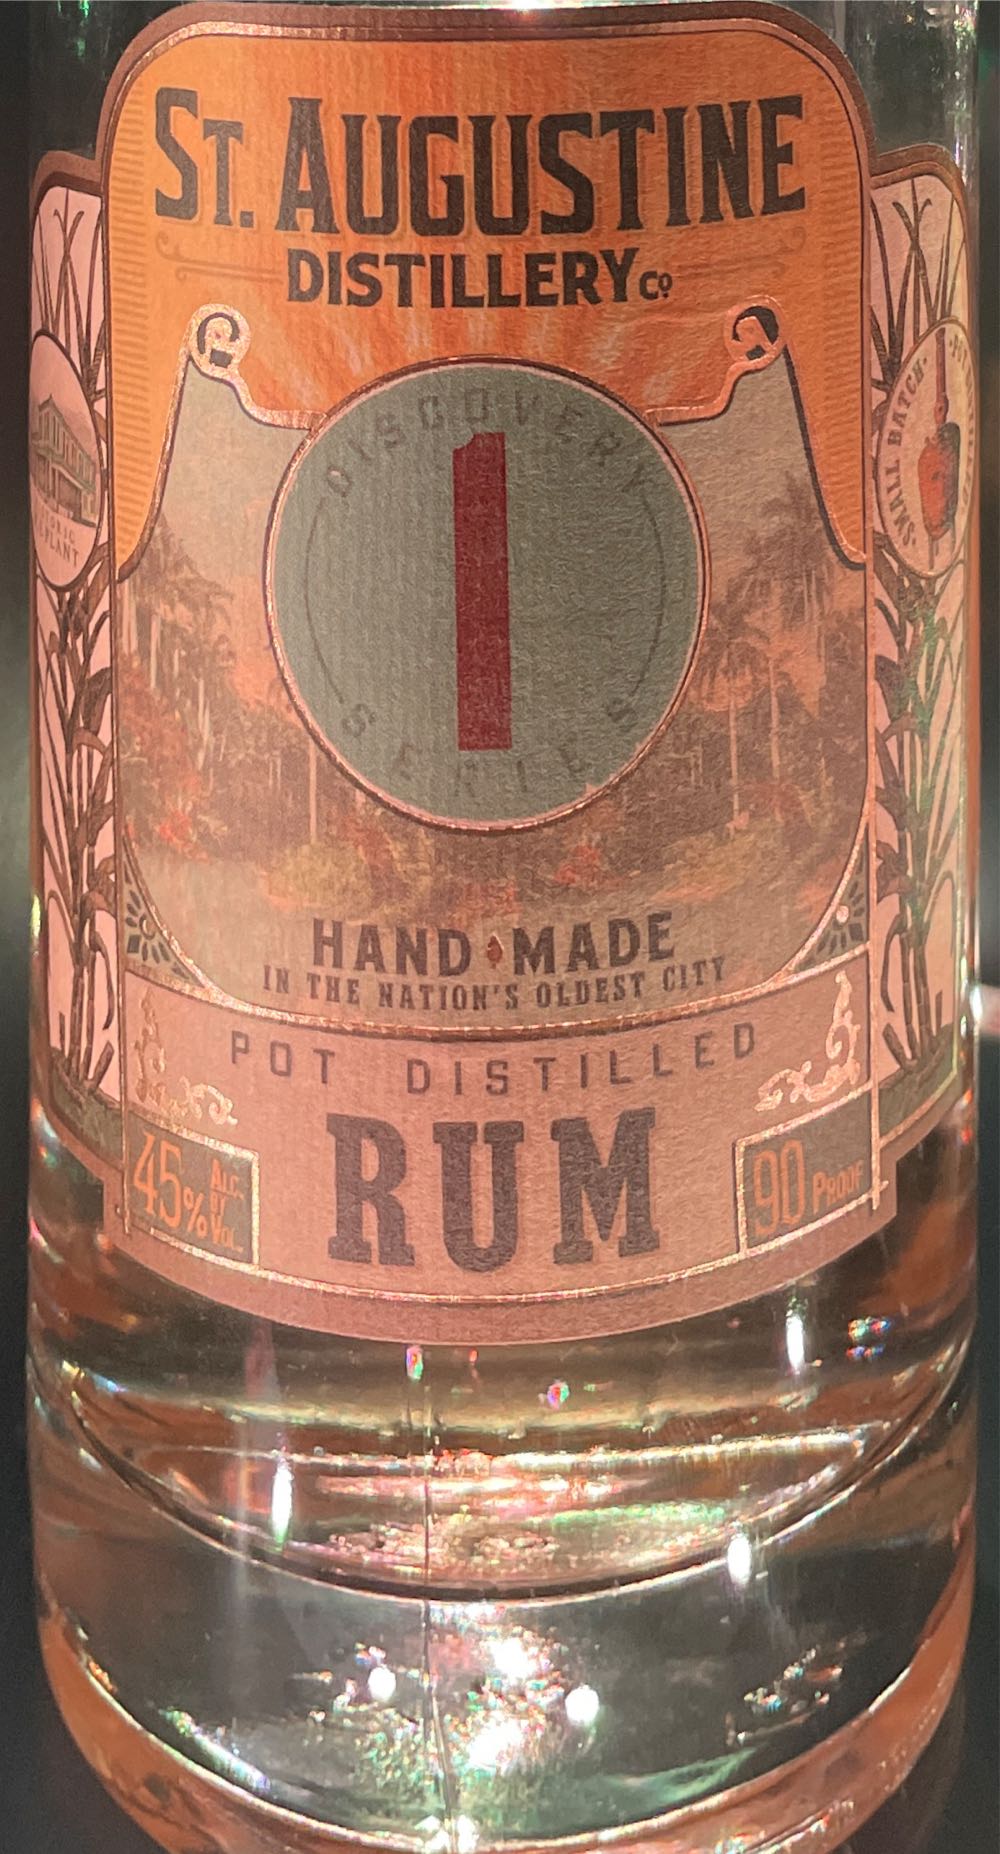 St. Augustine
DISTILLERY Co
DISCOVERY
1
SERIES
SMALL BATCH
HAND MADE
IN THE NATION'S OLDEST CITY
POT DISTILLED
RUM
45% ALC. BY VOL.
90 PROOF